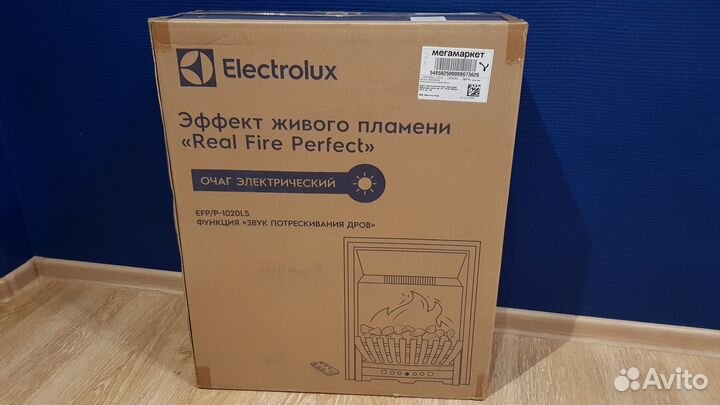 Electrolux
мегамаркет
Эффект живого пламени
«Real Fire Perfect»
ОЧАГ ЭЛЕКТРИЧЕСКИЙ
EFP/P-1020LS
ФУНКЦИЯ «ЗВУК ПОТРЕСКИВАНИЯ ДРОВ»
Avito